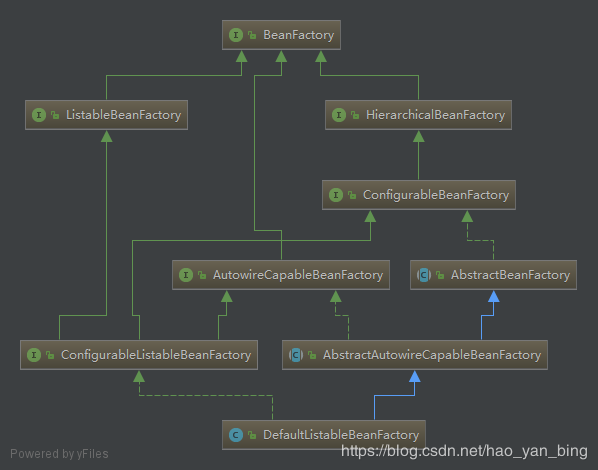 BeanFactory
ListableBeanFactory
HierarchicalBeanFactory
ConfigurableBeanFactory
AutowireCapableBeanFactory
AbstractBeanFactory
ConfigurableListableBeanFactory
AbstractAutowireCapableBeanFactory
DefaultListableBeanFactory
Powered by yFiles
https://blog.csdn.net/hao_yan_bing